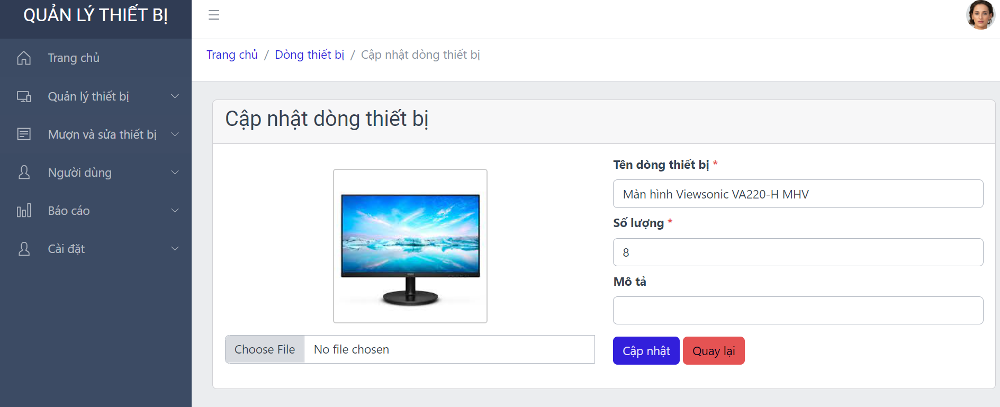 QUẢN LÝ THIẾT BỊ
Trang chủ
Quản lý thiết bị
Mượn và sửa thiết bị
Người dùng
Báo cáo
Cài đặt
Trang chủ / Dòng thiết bị / Cập nhật dòng thiết bị
Cập nhật dòng thiết bị
Choose File No file chosen
Tên dòng thiết bị *
Màn hình Viewsonic VA220-H MHV
Số lượng *
8
Mô tả
Cập nhật Quay lại